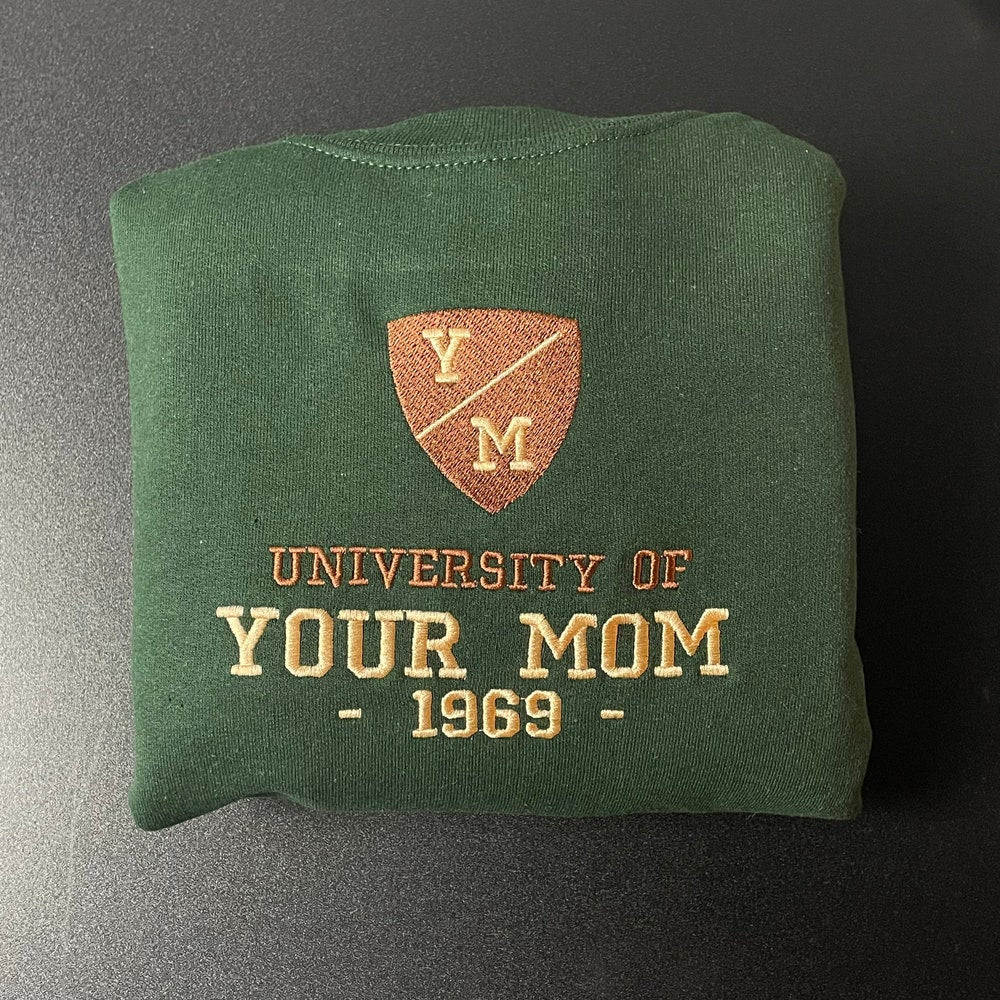 Y
M
UNIVERSITY OF
YOUR MOM
- 1969 -